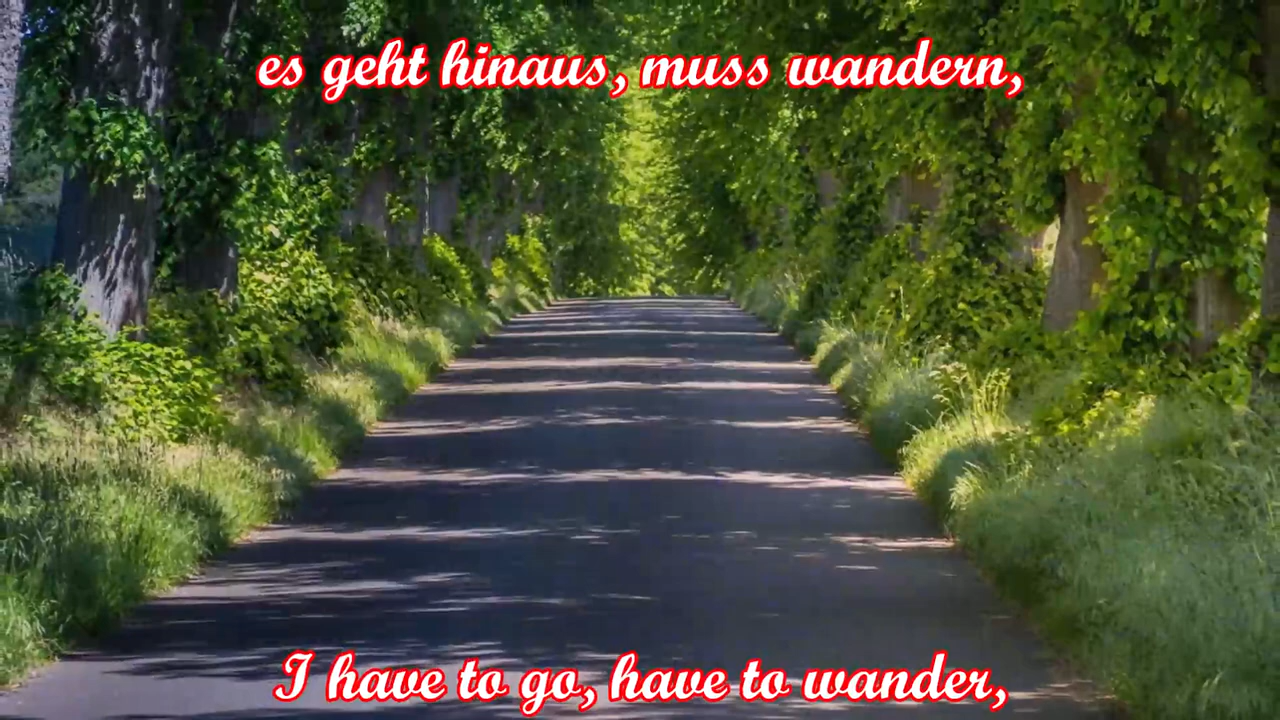 es geht hinaus, muss wandern,
I have to go, have to wander,